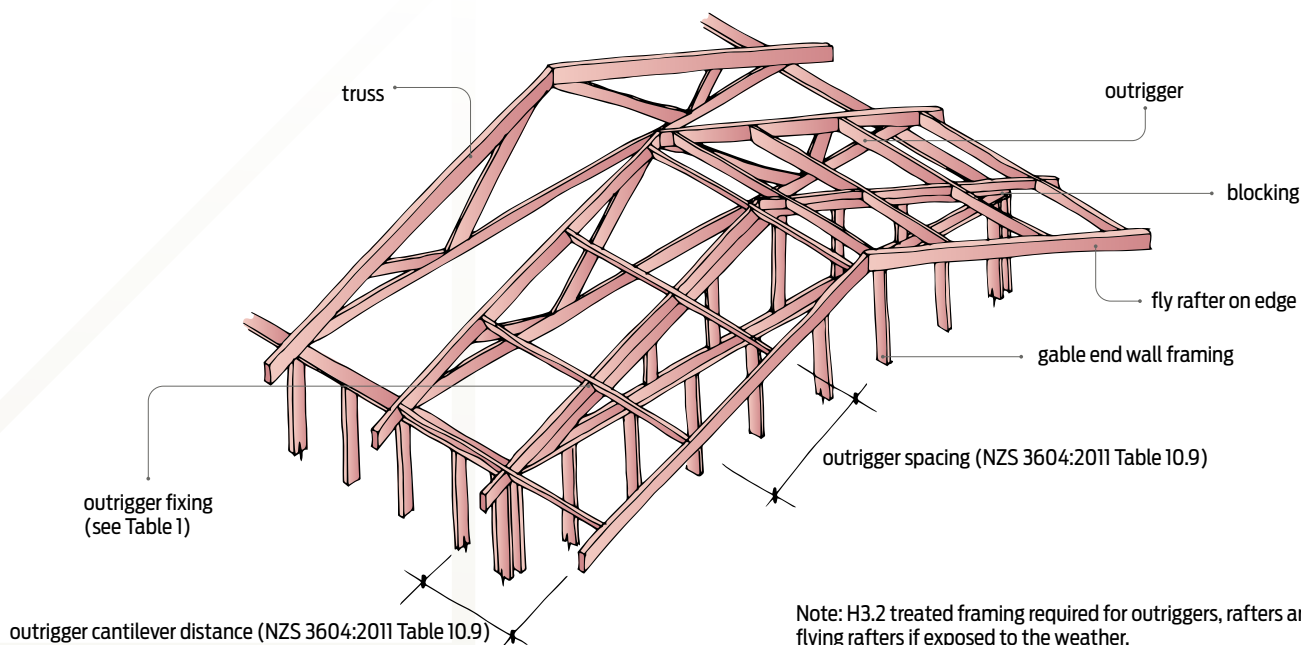 truss
outrigger
blocking
fly rafter on edge
gable end wall framing
outrigger spacing (NZS 3604:2011 Table 10.9)
outrigger fixing
(see Table 1)
outrigger cantilever distance (NZS 3604:2011 Table 10.9)
Note: H3.2 treated framing required for outriggers, rafters
flying rafters if exposed to the weather.